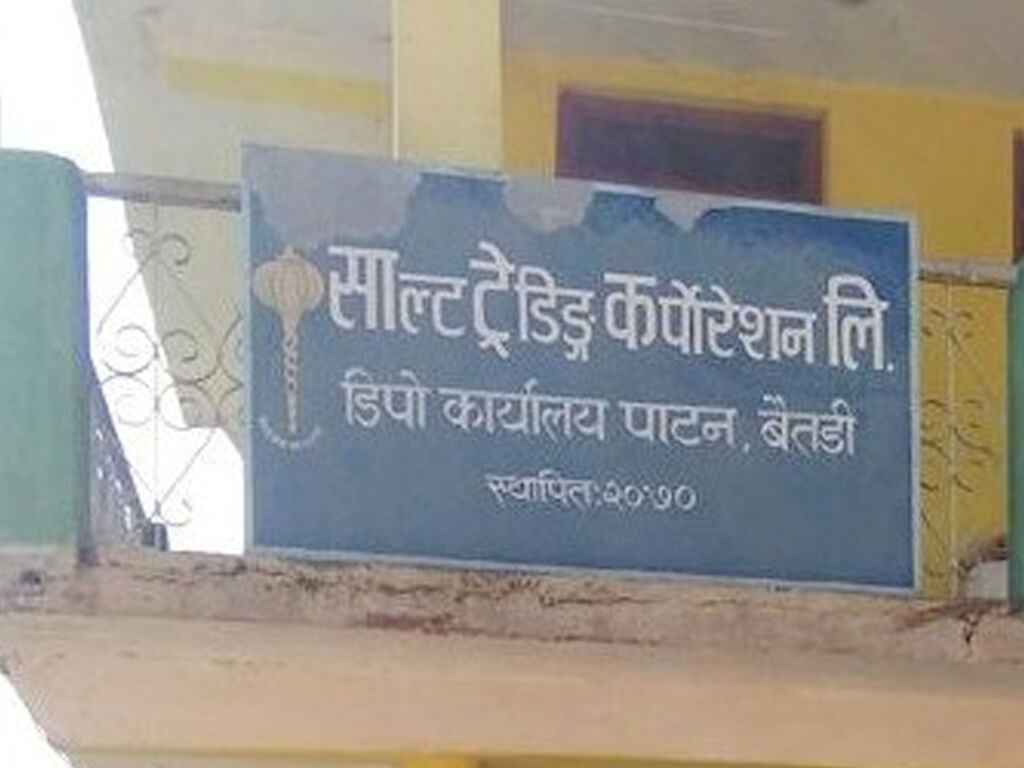 साल्ट ट्रेडिङ्ग कर्पोरेशन लि.
डिपो कार्यालय पाटन, बैतडी
स्थापित:२०७०